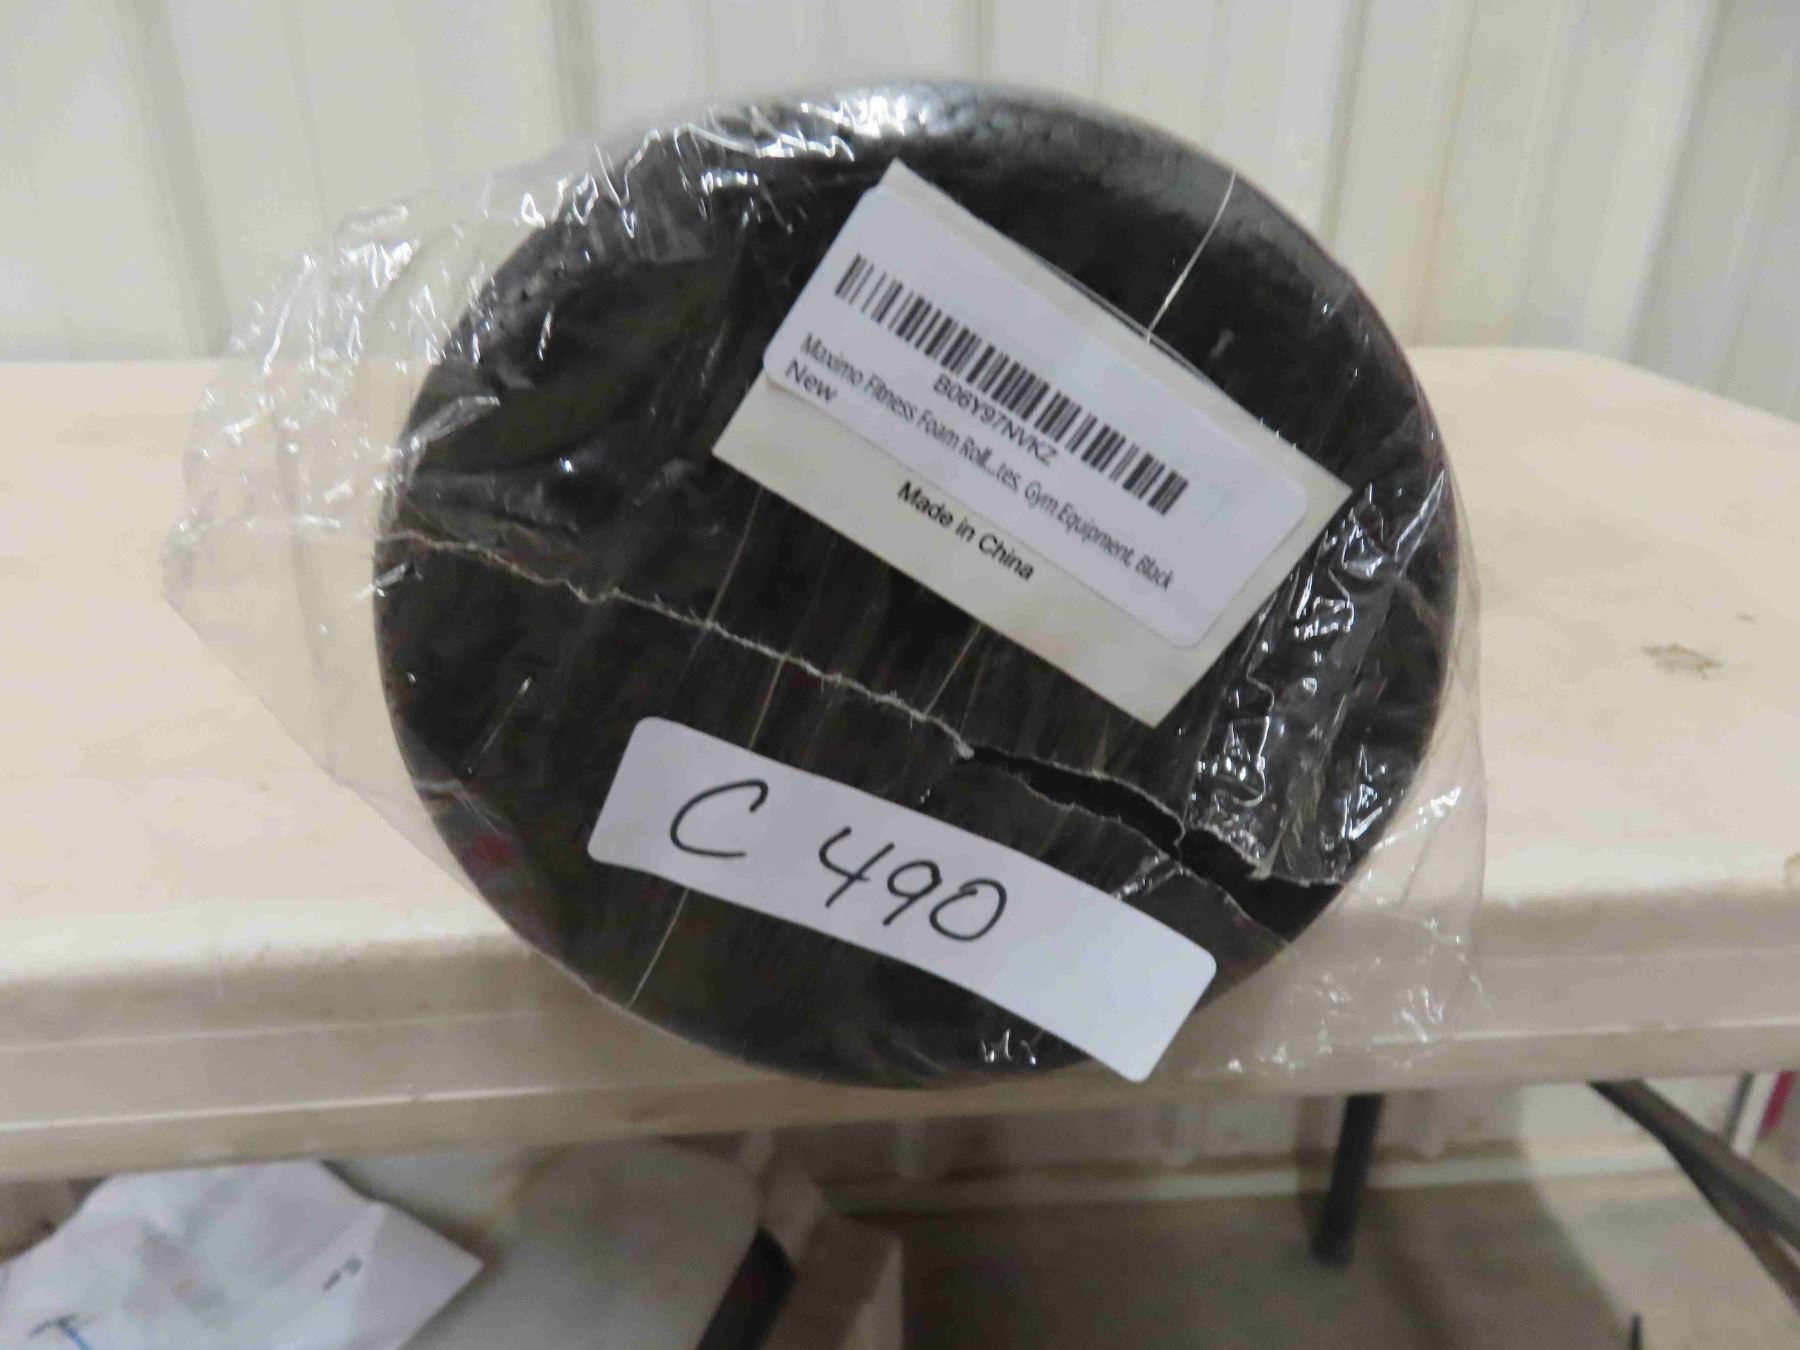 B06Y97NVKZ
Maximo Fitness Foam Roll...tes, Gym Equipment, Black
New
Made in China
C 490